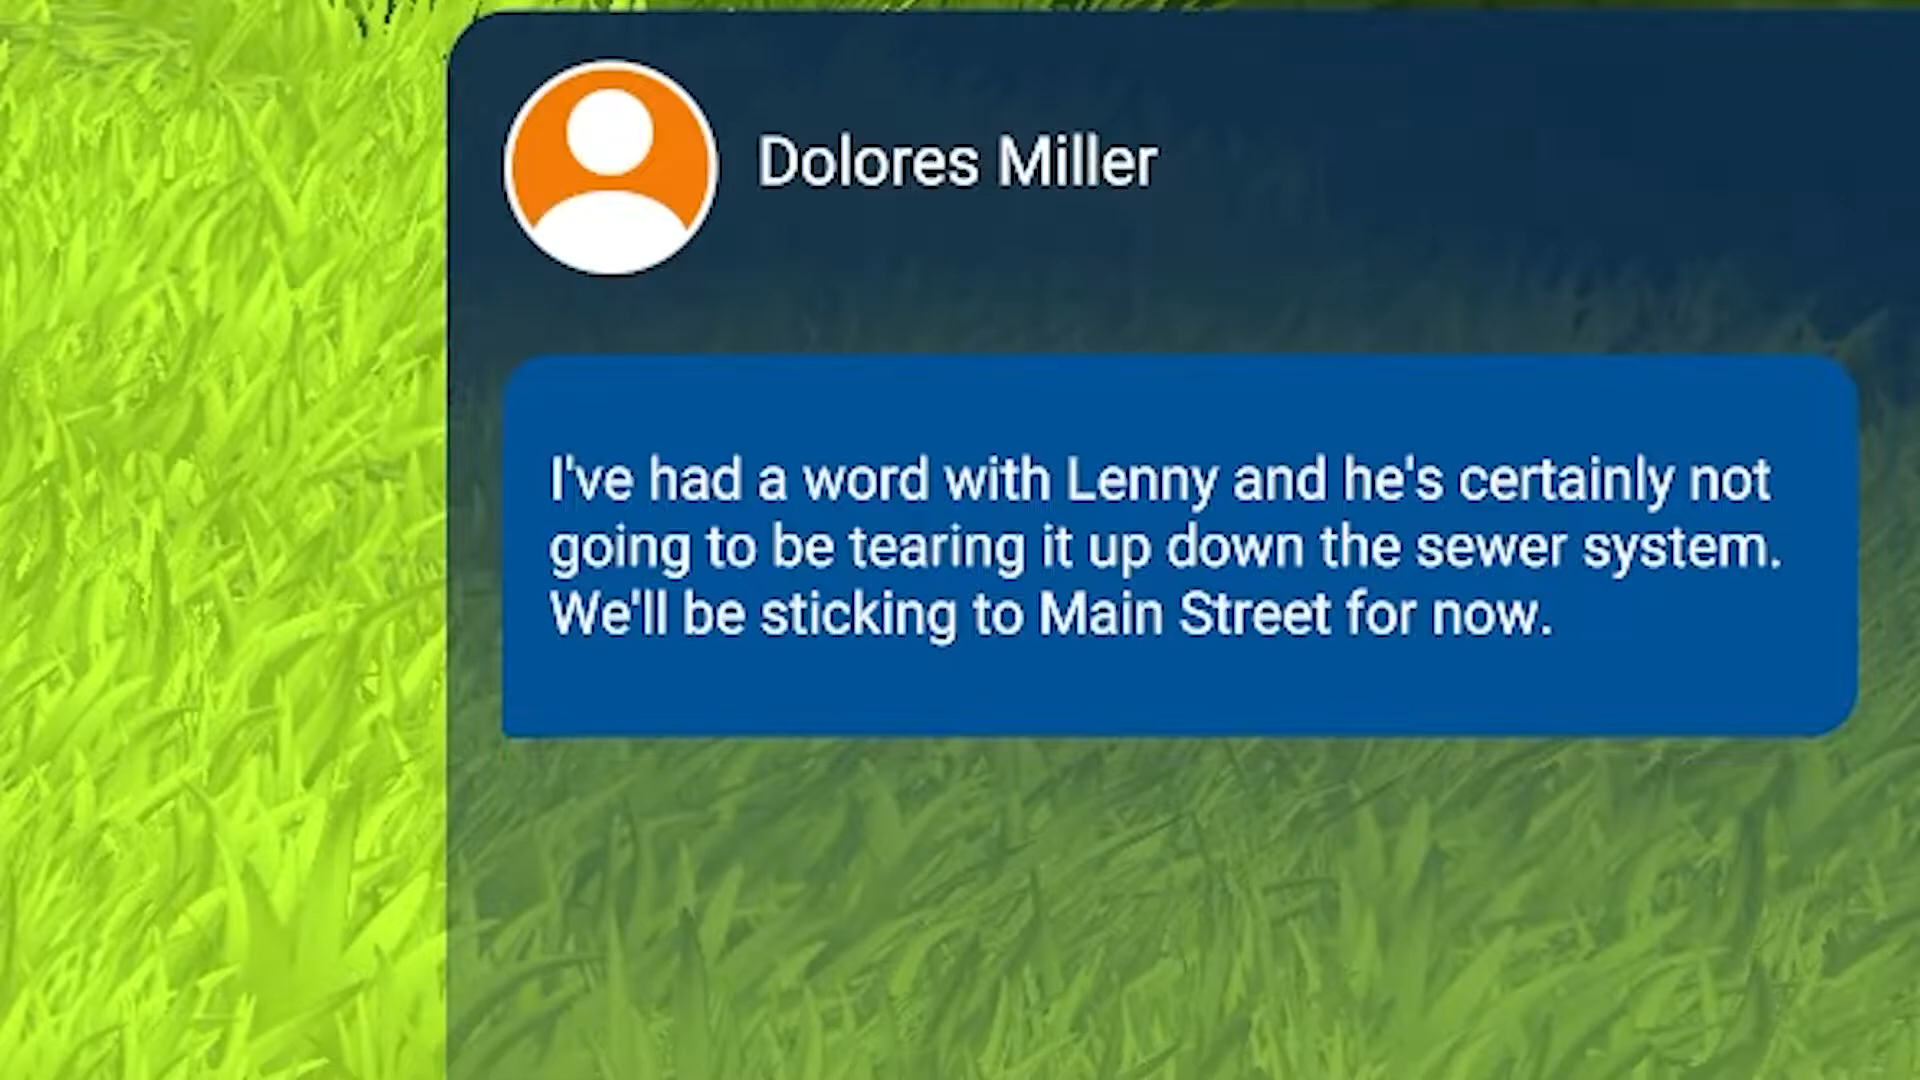 Dolores Miller
I've had a word with Lenny and he's certainly not
going to be tearing it up down the sewer system.
We'll be sticking to Main Street for now.